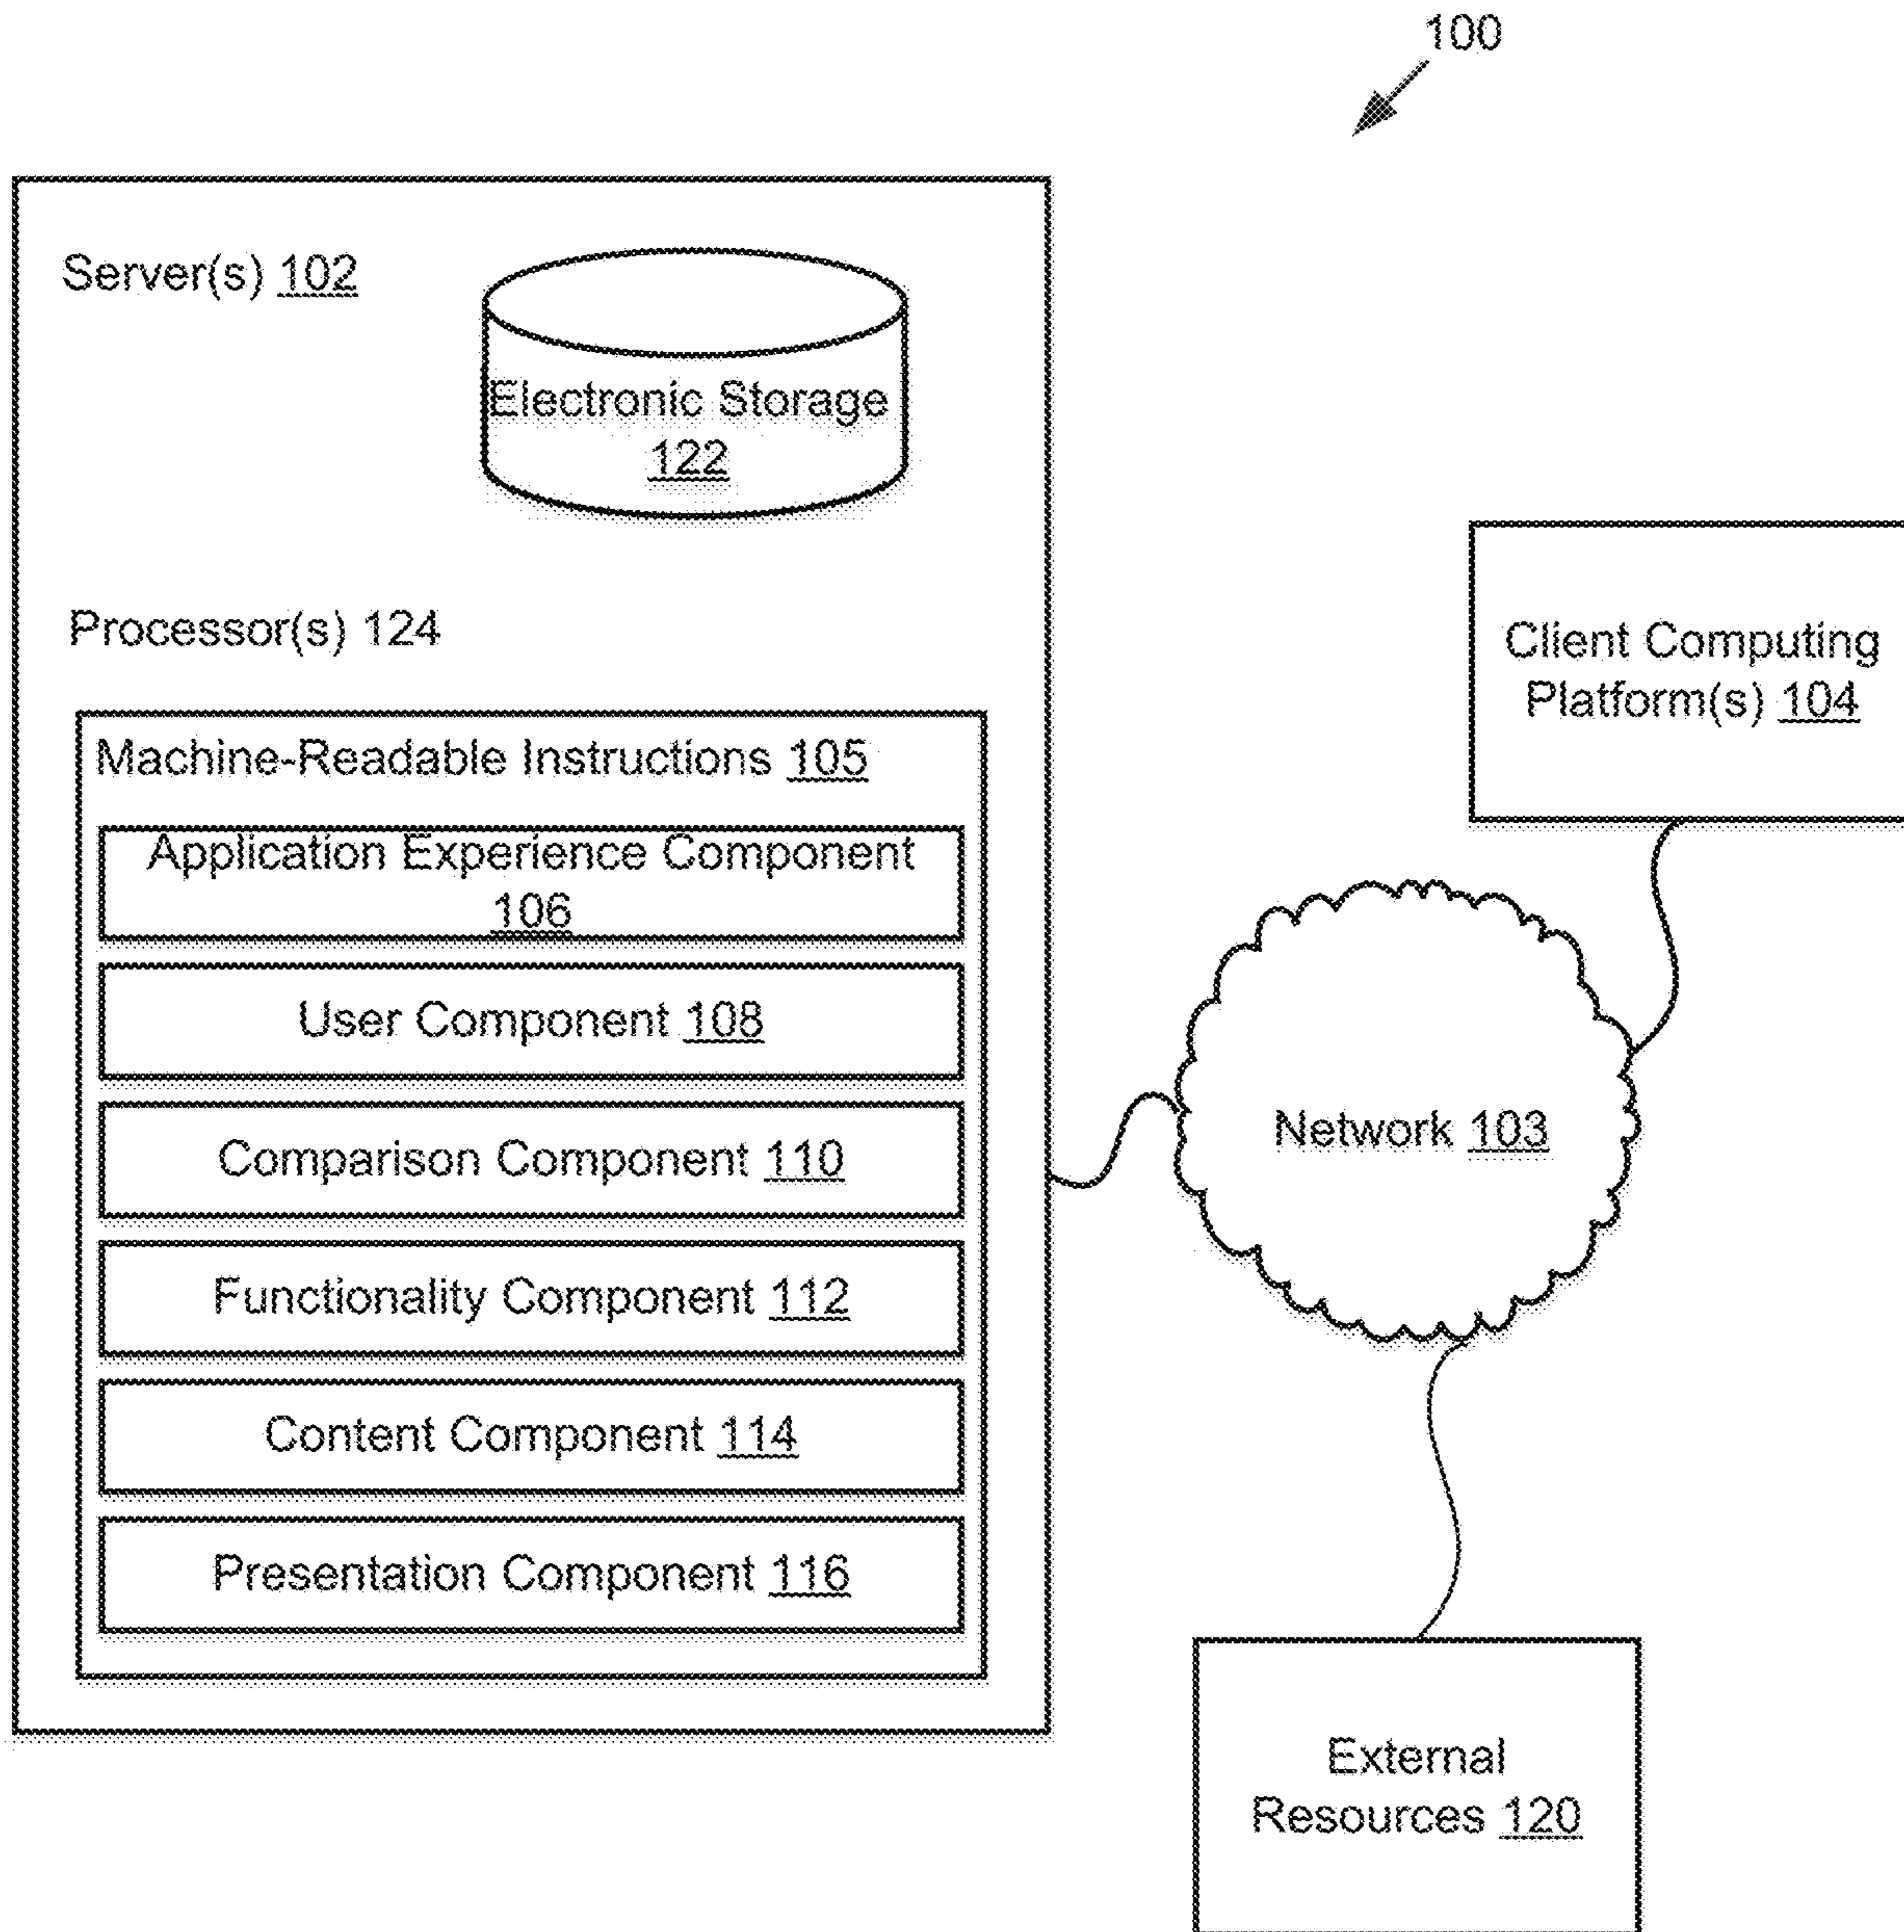 100
Server(s) 102
Electronic Storage
122
Processor(s) 124
Machine-Readable Instructions 105
Application Experience Component
106
User Component 108
Comparison Component 110
Functionality Component 112
Content Component 114
Presentation Component 116
Client Computing
Platform(s) 104
Network 103
External
Resources 120